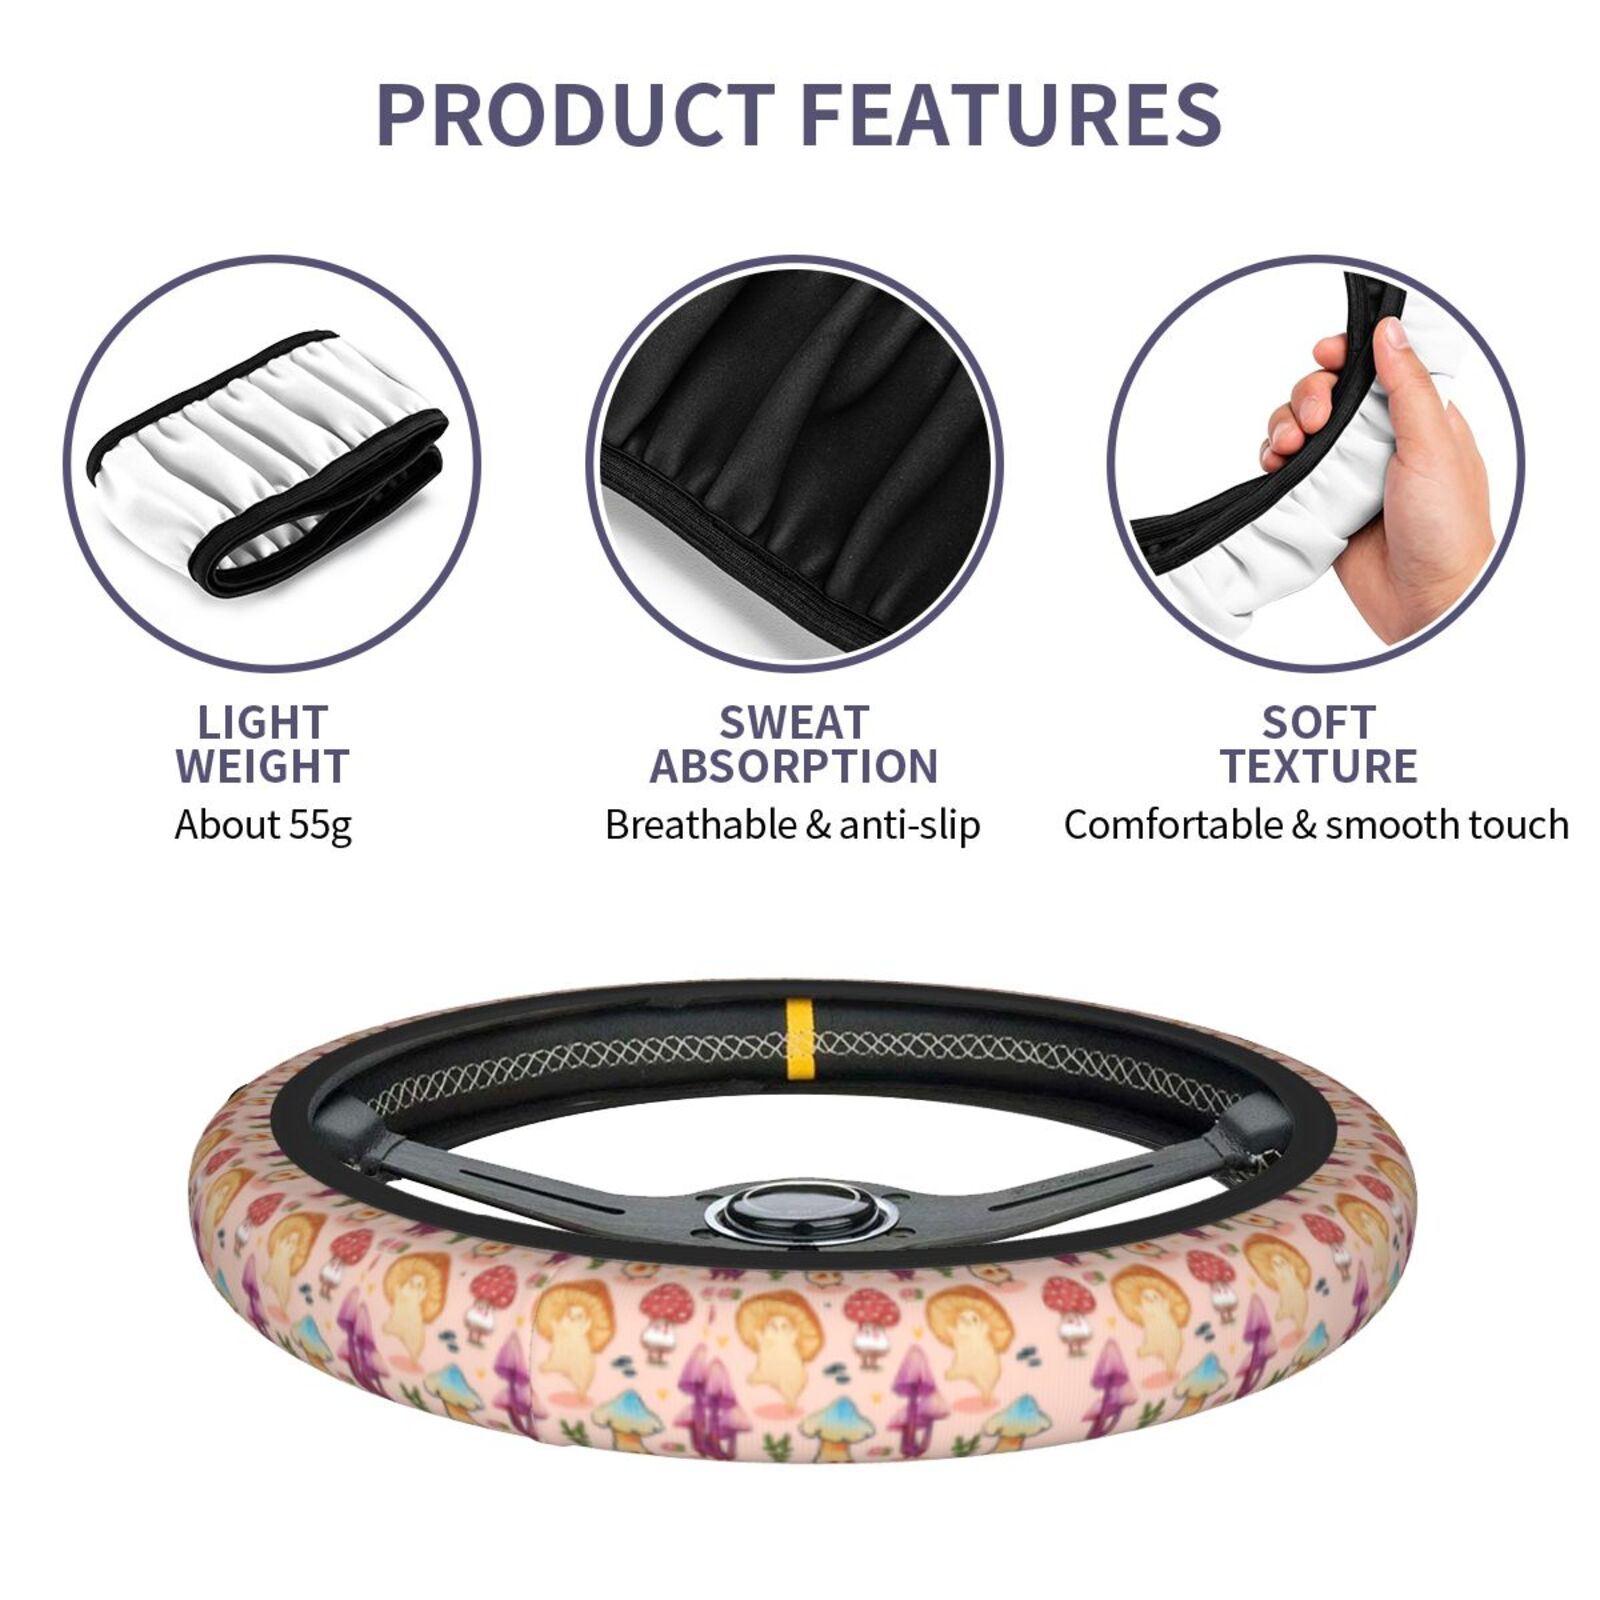 PRODUCT FEATURES
LIGHT
WEIGHT
About 55g
SWEAT
ABSORPTION
Breathable & anti-slip
SOFT
TEXTURE
Comfortable & smooth touch